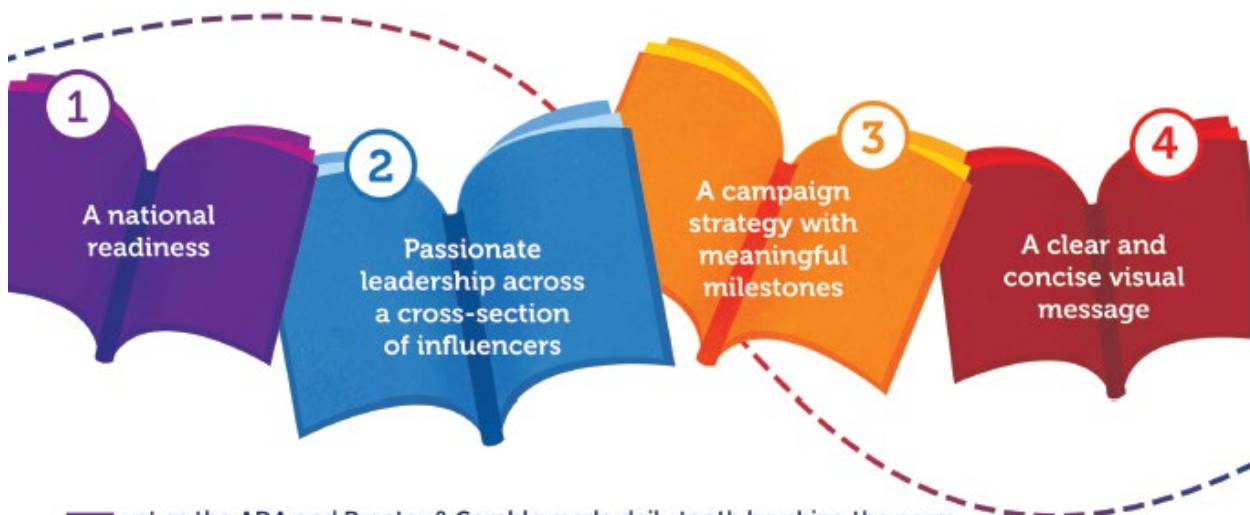 1
A national
readiness
2
Passionate
leadership across
a cross-section
of influencers
3
A campaign
strategy with
meaningful
milestones
4
A clear and
concise visual
message